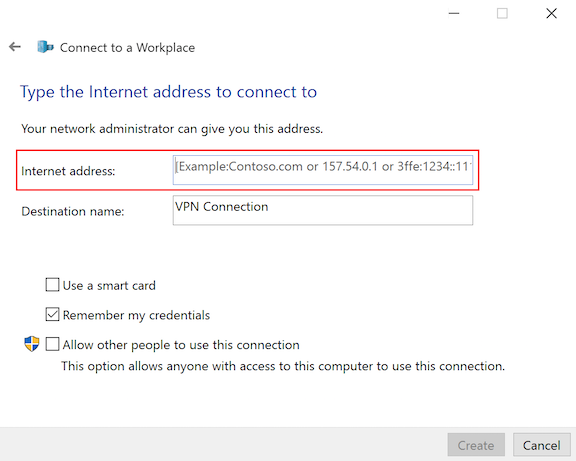 Connect to a Workplace
Type the Internet address to connect to
Your network administrator can give you this address.
Internet address:
[Example:Contoso.com or 157.54.0.1 or 3ffe:1234::11
Destination name:
VPN Connection
Use a smart card
Remember my credentials
Allow other people to use this connection
This option allows anyone with access to this computer to use this connection.
Create
Cancel